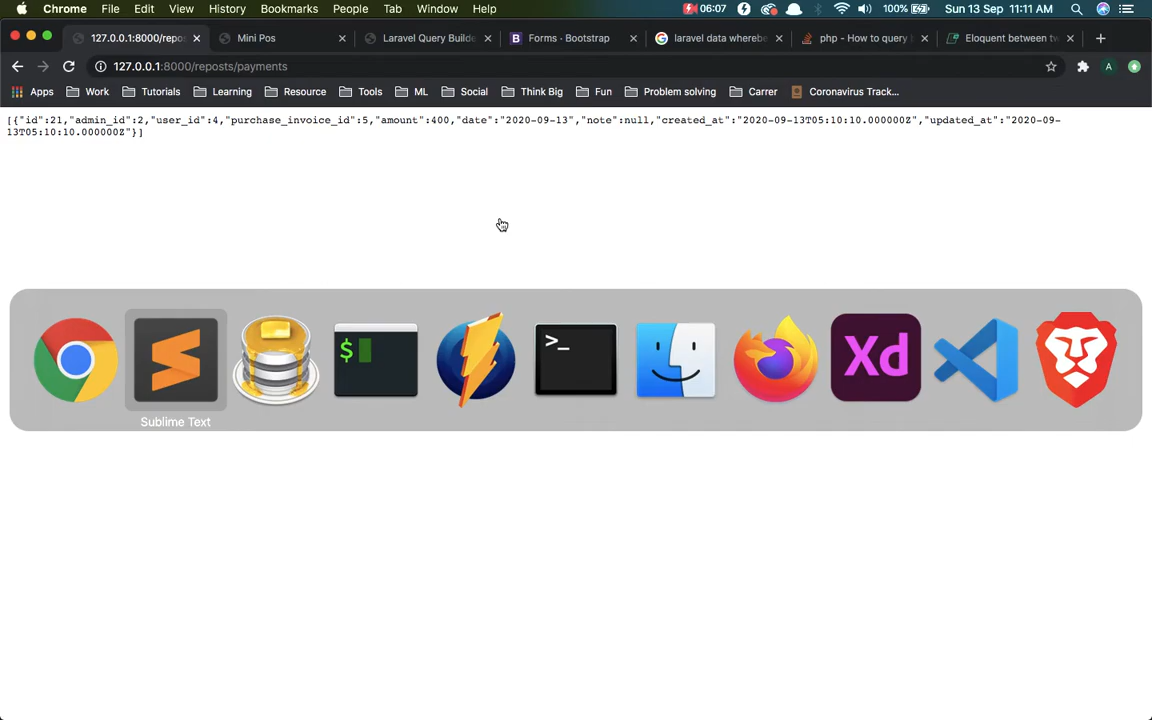 Chrome File Edit View History Bookmarks People Tab Window Help 06:07 100% Sun 13 Sep 11:11 AM
127.0.0.1:8000/repos Mini Pos Laravel Query Builde Forms · Bootstrap laravel data wherebe php - How to query Eloquent between tw
127.0.0.1:8000/reposts/payments A
Apps Work Tutorials Learning Resource Tools ML Social Think Big Fun Problem solving Carrer Coronavirus Track...
[{"id":21,"admin_id":2,"user_id":4,"purchase_invoice_id":5,"amount":400,"date":"2020-09-13","note":null,"created_at":"2020-09-13T05:10:10.000000Z","updated_at":"2020-09-
13T05:10:10.000000Z"}]
$ >_ Xd
Sublime Text